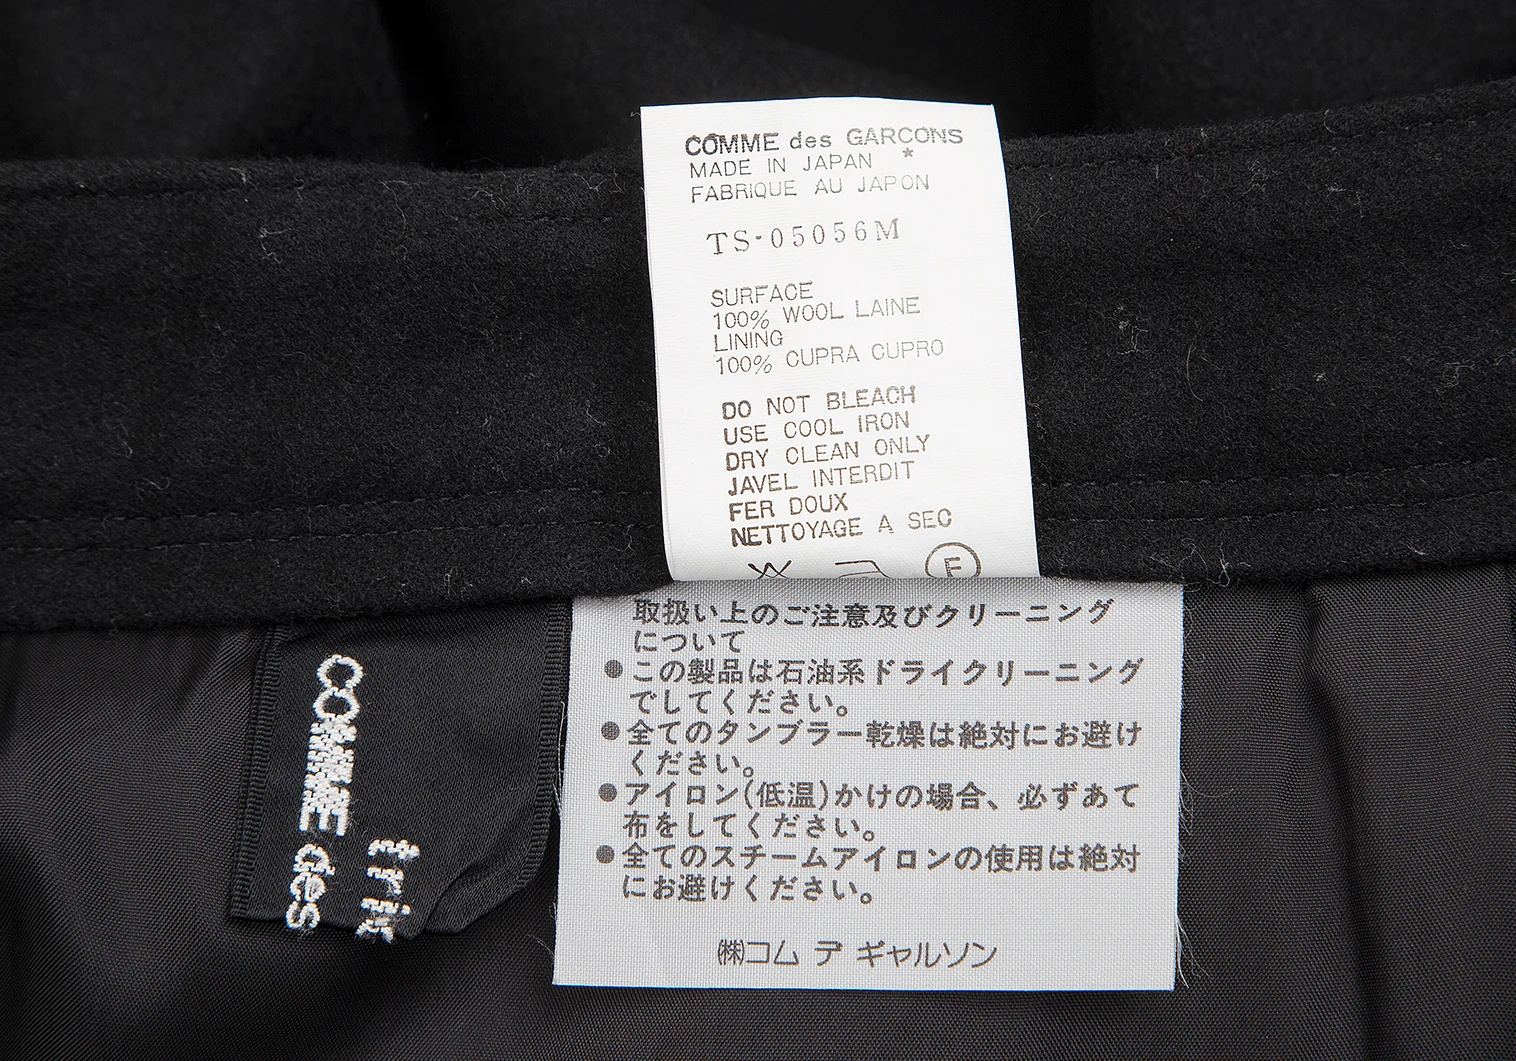 COMME des GARCONS
MADE IN JAPAN *
FABRIQUE AU JAPON
TS-05056M
SURFACE
100% WOOL LAINE
LINING
100% CUPRA CUPRO
DO NOT BLEACH
USE COOL IRON
DRY CLEAN ONLY
JAVEL INTERDIT
FER DOUX
NETTOYAGE A SEC
F
取扱い上のご注意及びクリーニング
について
●この製品は石油系ドライクリーニング
でしてください。
●全てのタンブラー乾燥は絶対にお避け
ください。
●アイロン(低温)かけの場合、必ずあて
布をしてください。
●全てのスチームアイロンの使用は絶対
にお避けください。
㈱コム デ ギャルソン
COMME des